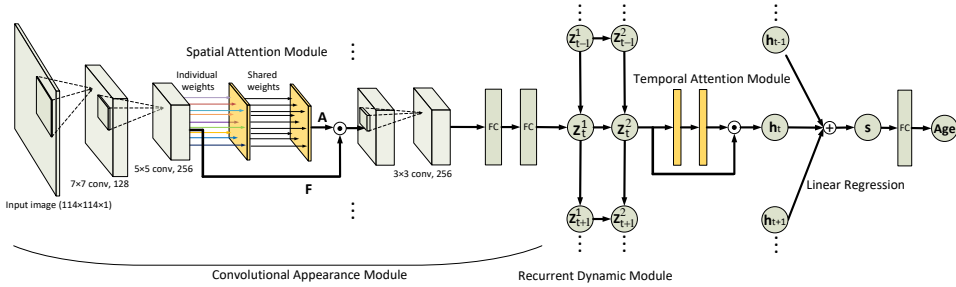 Spatial Attention Module
Individual
weights
Shared
weights
A
F
Input image (114×114×1)
7×7 conv, 128
5×5 conv, 256
3×3 conv, 256
FC
FC
Convolutional Appearance Module
Z¹t-1
Z²t-1
Z¹t
Z²t
Z¹t+1
Z²t+1
Recurrent Dynamic Module
Temporal Attention Module
ht-1
ht
ht+1
+
s
FC
Age
Linear Regression